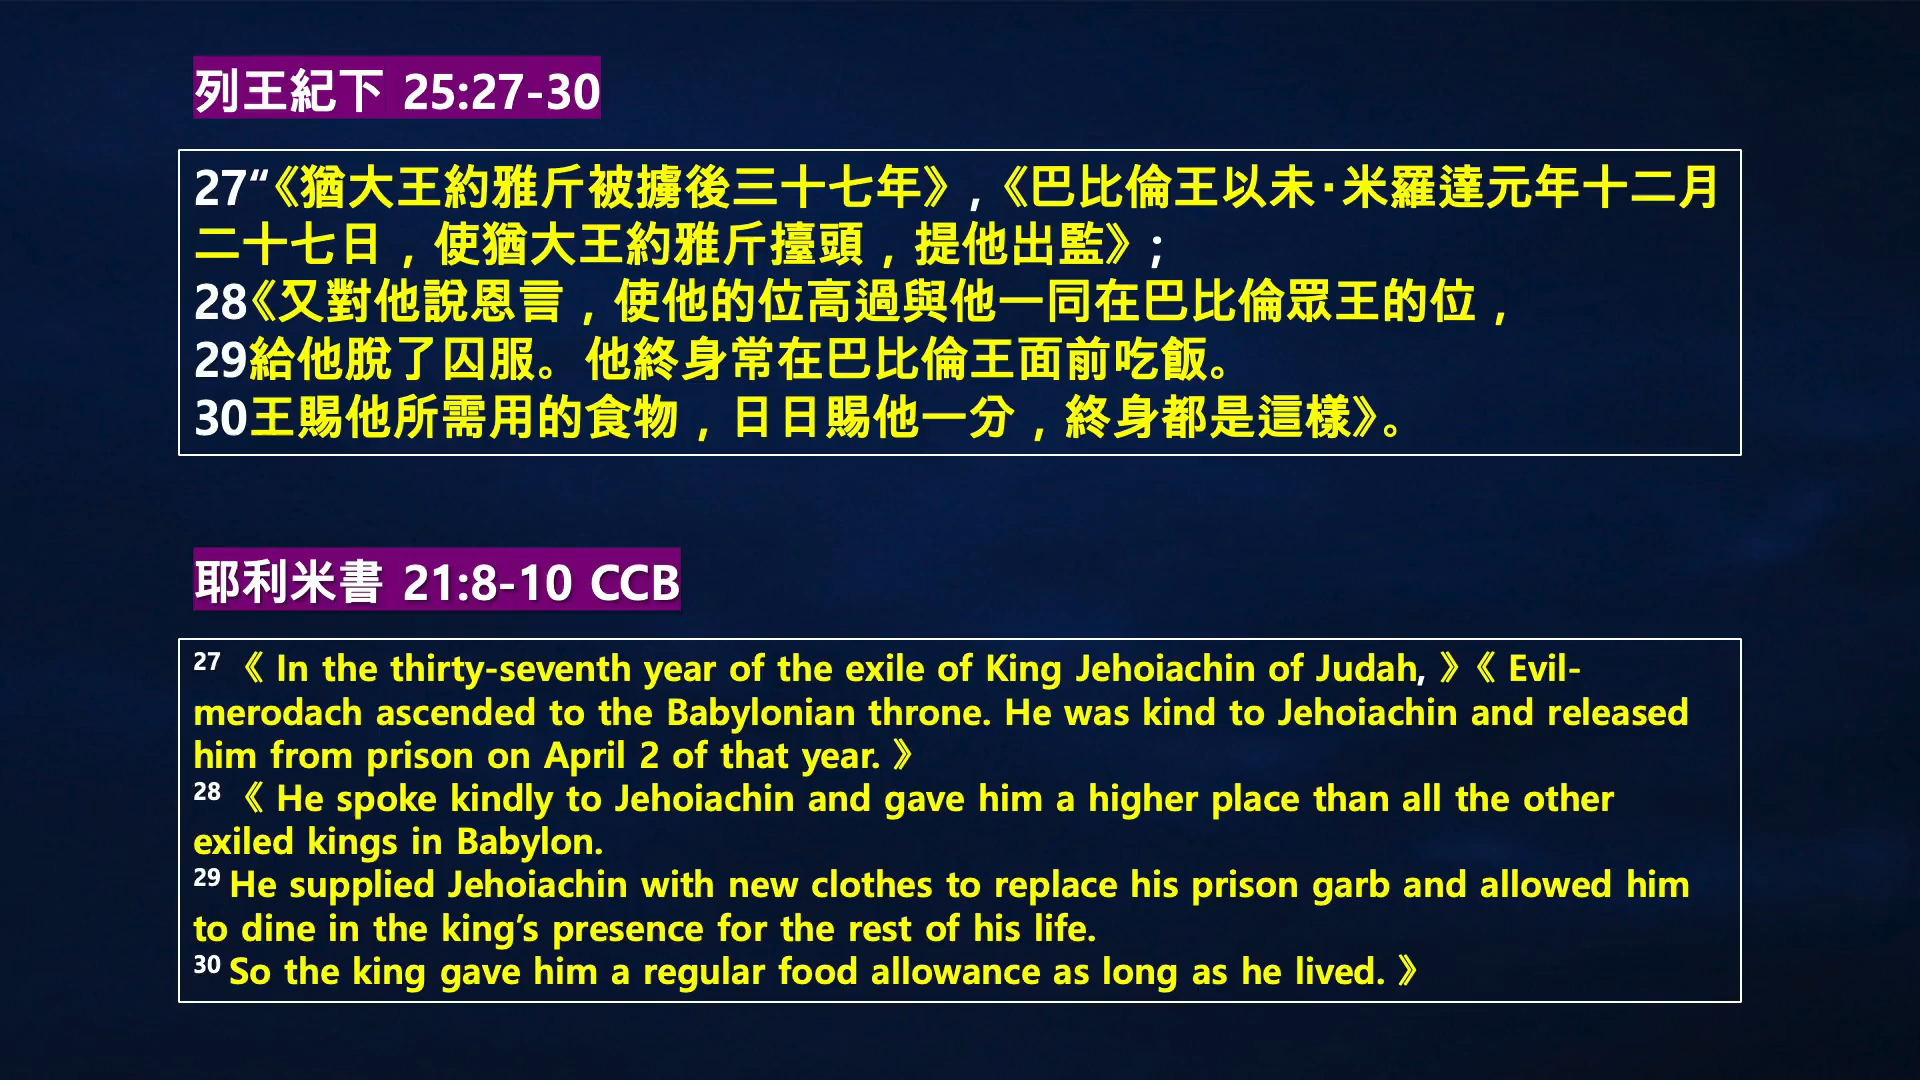 列王紀下 25:27-30
27“《猶大王約雅斤被擄後三十七年》,《巴比倫王以未·米羅達元年十二月
二十七日，使猶大王約雅斤擡頭，提他出監》;
28《又對他說恩言，使他的位高過與他一同在巴比倫眾王的位，
29給他脫了囚服。他終身常在巴比倫王面前吃飯。
30王賜他所需用的食物，日日賜他一分，終身都是這樣》。
耶利米書 21:8-10 CCB
27 《 In the thirty-seventh year of the exile of King Jehoiachin of Judah, 》《 Evil-
merodach ascended to the Babylonian throne. He was kind to Jehoiachin and released
him from prison on April 2 of that year. 》
28 《 He spoke kindly to Jehoiachin and gave him a higher place than all the other
exiled kings in Babylon.
29 He supplied Jehoiachin with new clothes to replace his prison garb and allowed him
to dine in the king’s presence for the rest of his life.
30 So the king gave him a regular food allowance as long as he lived. 》